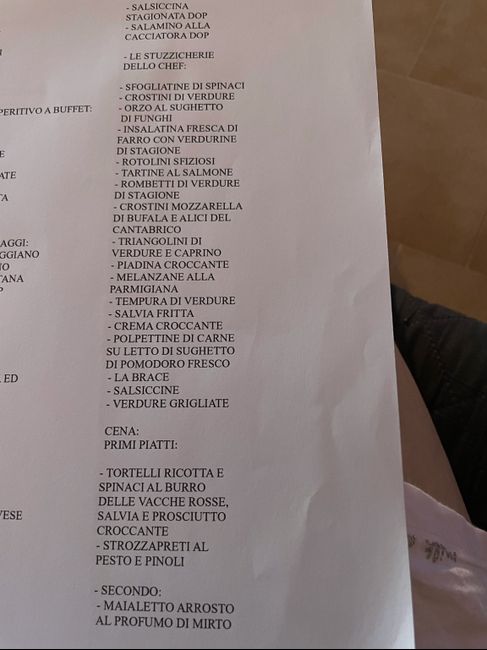 - SALSICCINA
STAGIONATA DOP
- SALAMINO ALLA
CACCIATORA DOP
- LE STUZZICHERIE
DELLO CHEF:
PERITIVO A BUFFET:
- SFOGLIATINE DI SPINACI
- CROSTINI DI VERDURE
- ORZO AL SUGHETTO
DI FUNGHI
- INSALATINA FRESCA DI
FARRO CON VERDURINE
DI STAGIONE
- ROTOLINI SFIZIOSI
- TARTINE AL SALMONE
- ROMBETTI DI VERDURE
DI STAGIONE
- CROSTINI MOZZARELLA
DI BUFALA E ALICI DEL
CANTABRICO
- TRIANGOLINI DI
VERDURE E CAPRINO
- PIADINA CROCCANTE
- MELANZANE ALLA
PARMIGIANA
- TEMPURA DI VERDURE
- SALVIA FRITTA
- CREMA CROCCANTE
- POLPETTINE DI CARNE
SU LETTO DI SUGHETTO
DI POMODORO FRESCO
- LA BRACE
- SALSICCINE
- VERDURE GRIGLIATE
AGGI:
GGIANO
NO
TANA
P
ED
VESE
CENA:
PRIMI PIATTI:
- TORTELLI RICOTTA E
SPINACI AL BURRO
DELLE VACCHE ROSSE,
SALVIA E PROSCIUTTO
CROCCANTE
- STROZZAPRETI AL
PESTO E PINOLI
- SECONDO:
- MAIALETTO ARROSTO
AL PROFUMO DI MIRTO